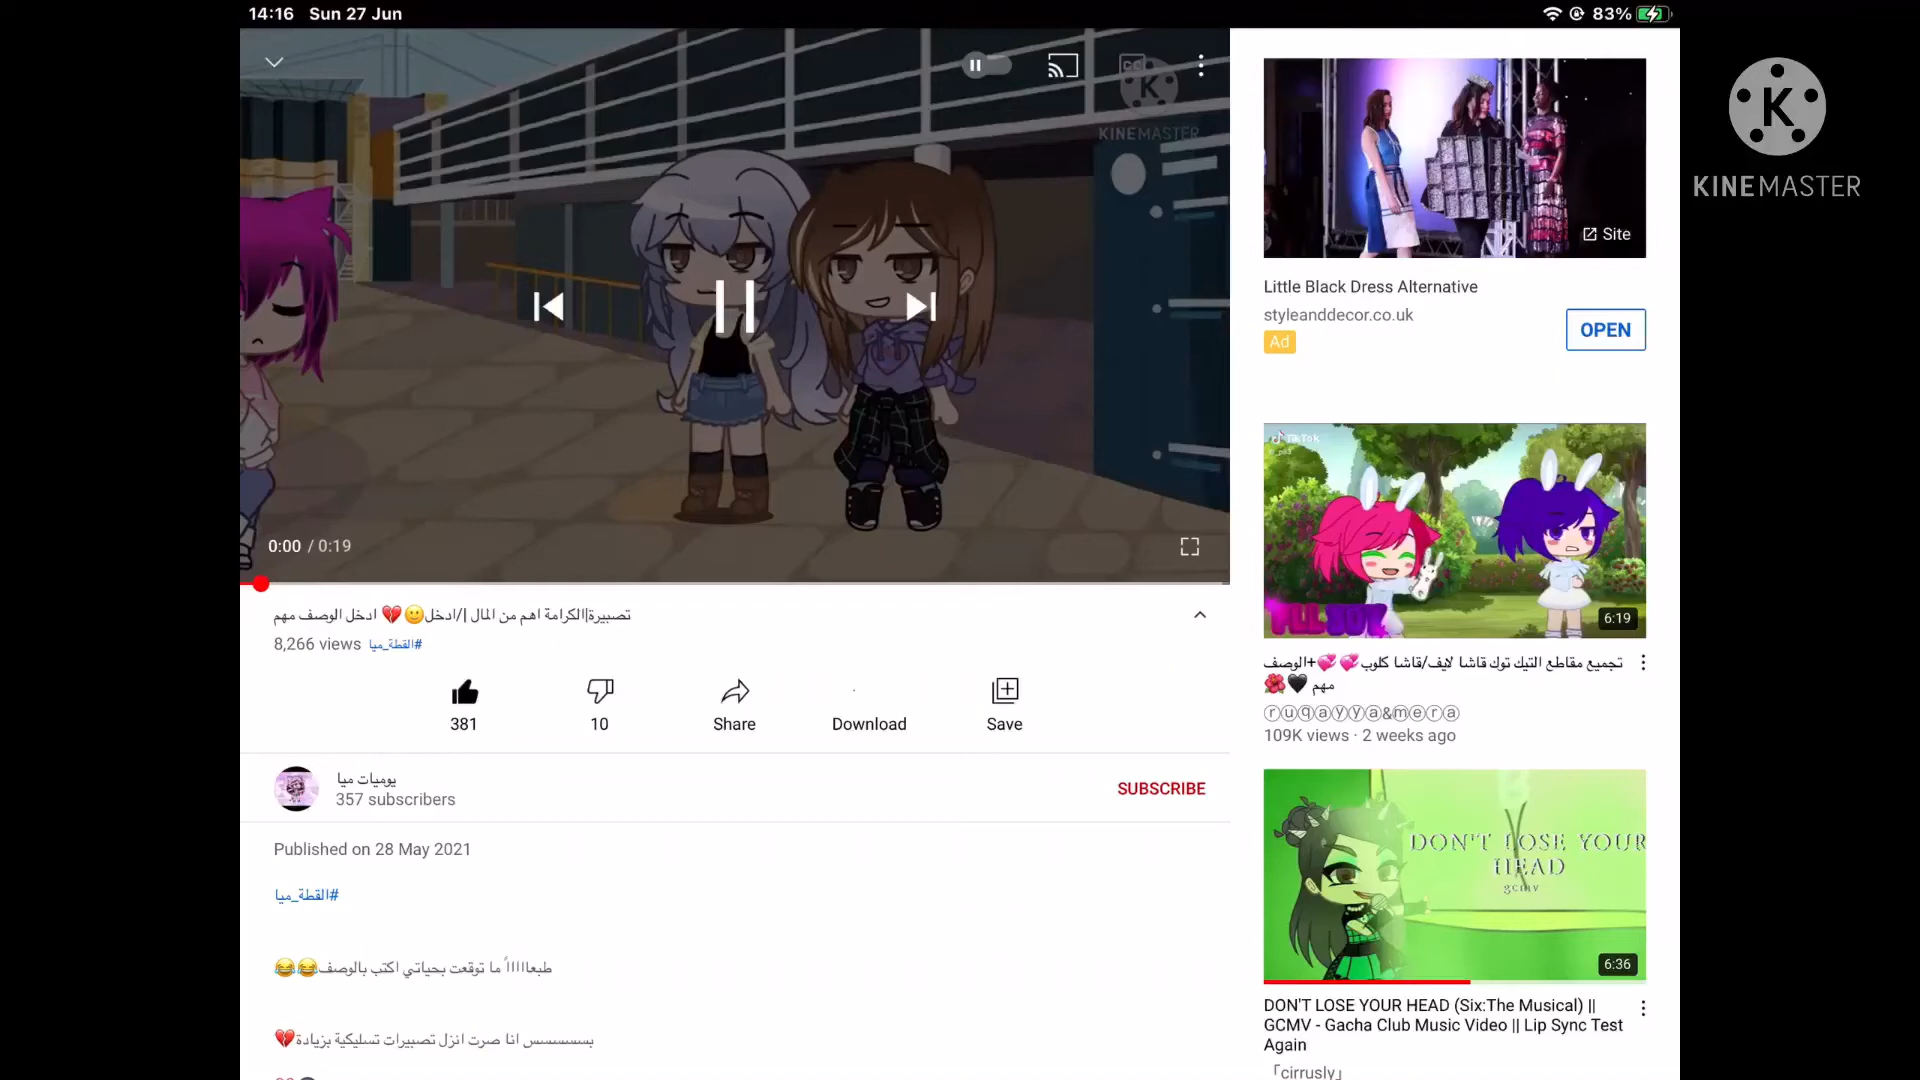 14:16 Sun 27 Jun
83%
CC
KINEMASTER
0:00 / 0:19
تصبيرة|الكرامة اهم من المال |/ادخل🙂💔 ادخل الوصف مهم
8,266 views #القطة_ميا
381
10
Share
Download
Save
يوميات ميا
357 subscribers
SUBSCRIBE
Published on 28 May 2021
#القطة_ميا
طبعااااً ما توقعت بحياتي اكتب بالوصف😂😂
بسسسسس انا صرت انزل تصبيرات تسليكية بزيادة💔
Site
Little Black Dress Alternative
styleanddecor.co.uk
Ad
OPEN
TikTok
6:19
تجميع مقاطع التيك توك قاشا لايف/قاشا كلوب💞💞+الوصف
مهم 🖤🌺
ⓡⓤⓠⓐⓨⓨⓐ&ⓜⓔⓡⓐ
109K views · 2 weeks ago
DON'T LOSE YOUR
HEAD
gcmv
6:36
DON'T LOSE YOUR HEAD (Six:The Musical) ||
GCMV - Gacha Club Music Video || Lip Sync Test
Again
「cirrusly」
K
KINEMASTER